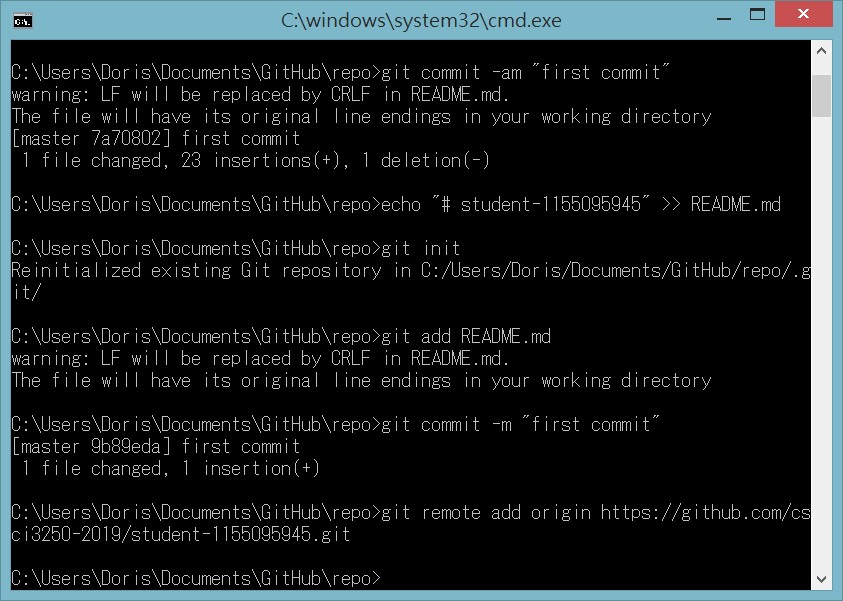 C:\windows\system32\cmd.exe
C:\Users\Doris\Documents\GitHub\repo>git commit -am "first commit"
warning: LF will be replaced by CRLF in README.md.
The file will have its original line endings in your working directory
[master 7a70802] first commit
 1 file changed, 23 insertions(+), 1 deletion(-)
C:\Users\Doris\Documents\GitHub\repo>echo "# student-1155095945" >> README.md
C:\Users\Doris\Documents\GitHub\repo>git init
Reinitialized existing Git repository in C:/Users/Doris/Documents/GitHub/repo/.g
it/
C:\Users\Doris\Documents\GitHub\repo>git add README.md
warning: LF will be replaced by CRLF in README.md.
The file will have its original line endings in your working directory
C:\Users\Doris\Documents\GitHub\repo>git commit -m "first commit"
[master 9b89eda] first commit
 1 file changed, 1 insertion(+)
C:\Users\Doris\Documents\GitHub\repo>git remote add origin https://github.com/cs
ci3250-2019/student-1155095945.git
C:\Users\Doris\Documents\GitHub\repo>